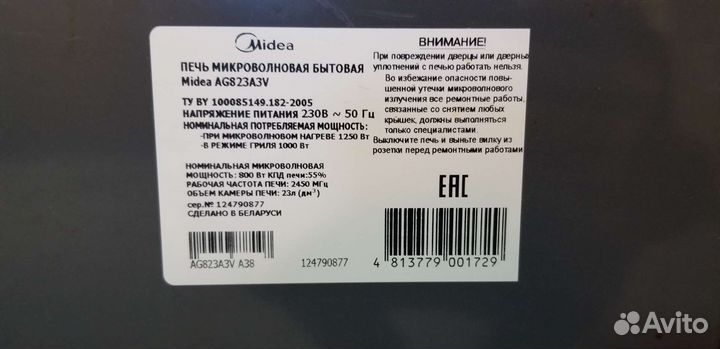 Midea
ПЕЧЬ МИКРОВОЛНОВАЯ БЫТОВАЯ
Midea AG823A3V
ТУ BY 100085149.182-2005
НАПРЯЖЕНИЕ ПИТАНИЯ 230В ~ 50 Гц
НОМИНАЛЬНАЯ ПОТРЕБЛЯЕМАЯ МОЩНОСТЬ:
-ПРИ МИКРОВОЛНОВОМ НАГРЕВЕ 1250 Вт
-В РЕЖИМЕ ГРИЛЯ 1000 Вт
НОМИНАЛЬНАЯ МИКРОВОЛНОВАЯ
МОЩНОСТЬ: 800 Вт КПД печи:55%
РАБОЧАЯ ЧАСТОТА ПЕЧИ: 2450 МГц
ОБЪЕМ КАМЕРЫ ПЕЧИ: 23л (дм³)
сер.№ 124790877
СДЕЛАНО В БЕЛАРУСИ
AG823A3V A38
124790877
ВНИМАНИЕ!
При повреждении дверцы или дверных
уплотнений с печью работать нельзя.
Во избежание опасности повы-
шенной утечки микроволнового
излучения все ремонтные работы,
связанные со снятием любых
крышек, должны выполняться
только специалистами.
Выключите печь и выньте вилку из
розетки перед ремонтными работами
EAC
4 813779 001729
Avito